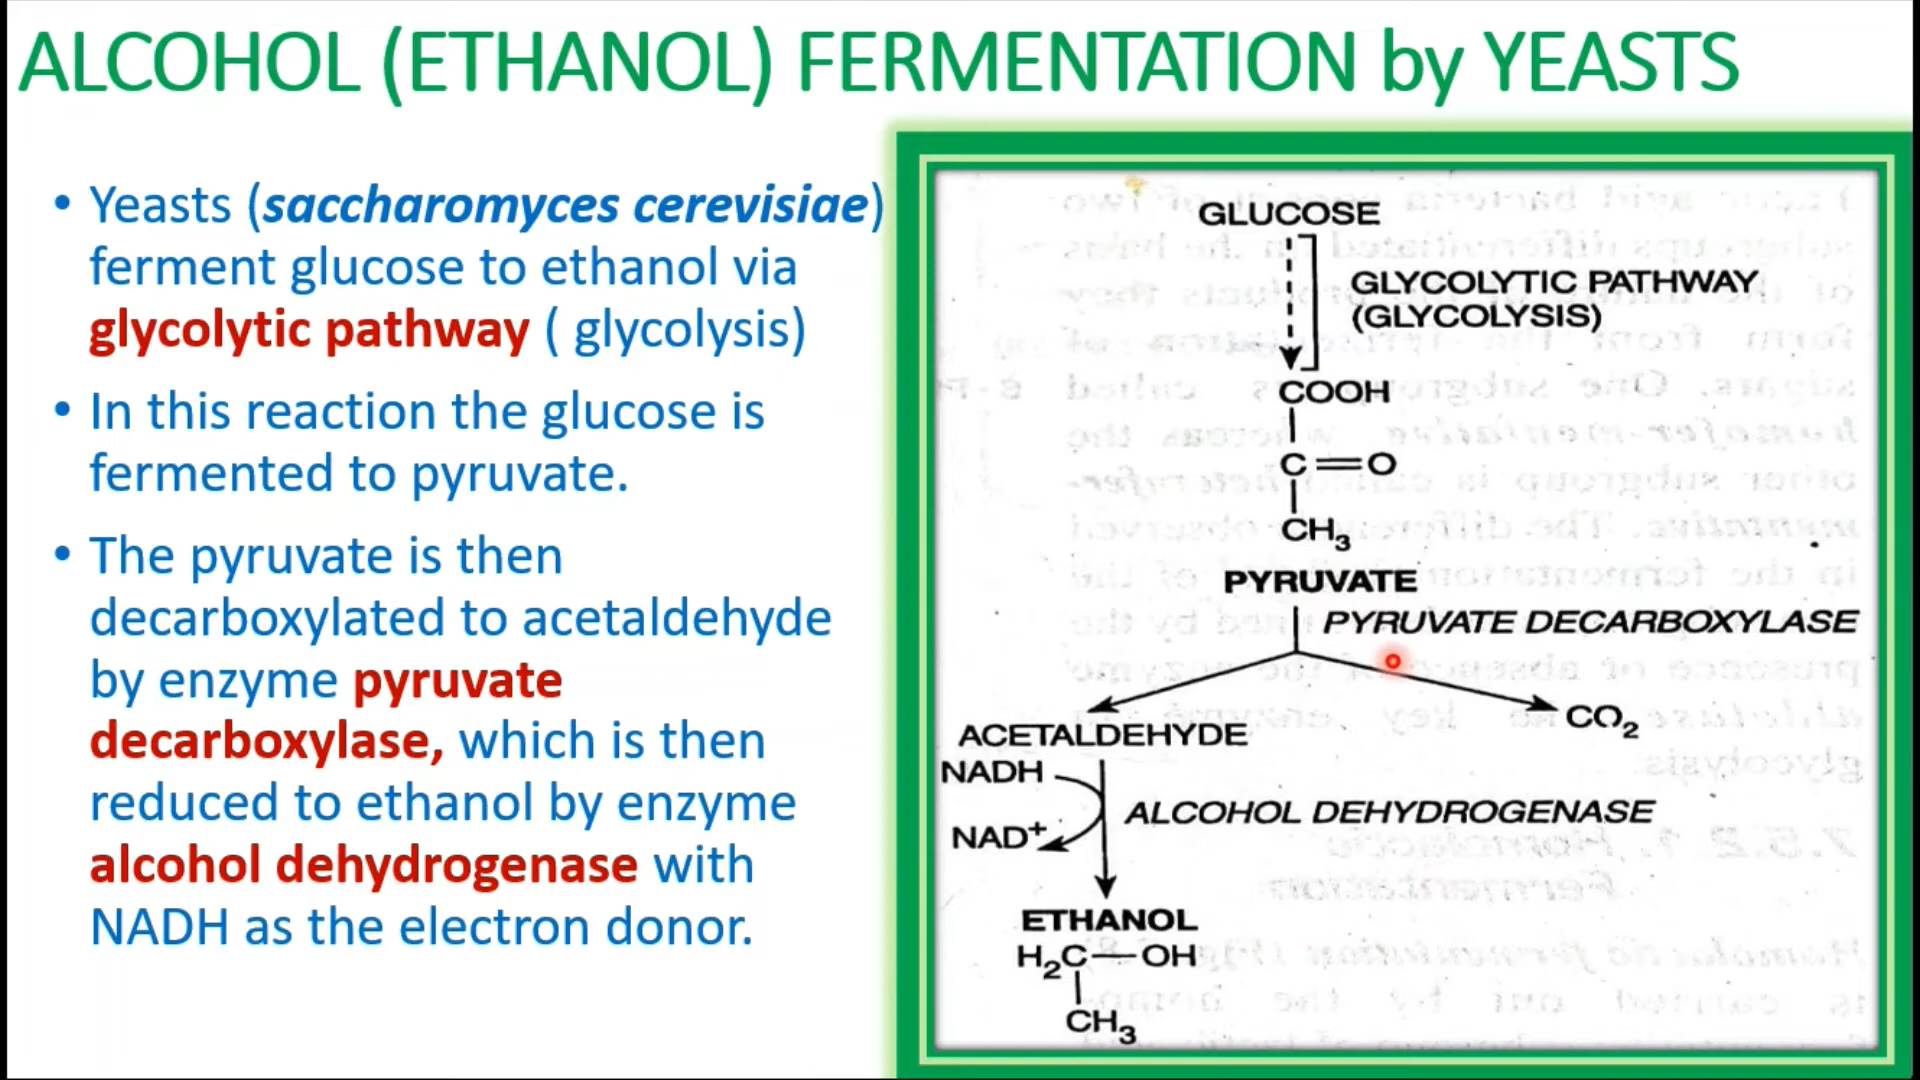 ALCOHOL (ETHANOL) FERMENTATION by YEASTS
• Yeasts (saccharomyces cerevisiae)
ferment glucose to ethanol via
glycolytic pathway ( glycolysis)
• In this reaction the glucose is
fermented to pyruvate.
• The pyruvate is then
decarboxylated to acetaldehyde
by enzyme pyruvate
decarboxylase, which is then
reduced to ethanol by enzyme
alcohol dehydrogenase with
NADH as the electron donor.
GLUCOSE
GLYCOLYTIC PATHWAY
(GLYCOLYSIS)
COOH
C=O
CH₃
PYRUVATE
PYRUVATE DECARBOXYLASE
CO₂
ACETALDEHYDE
NADH
ALCOHOL DEHYDROGENASE
NAD⁺
ETHANOL
H₂C—OH
CH₃